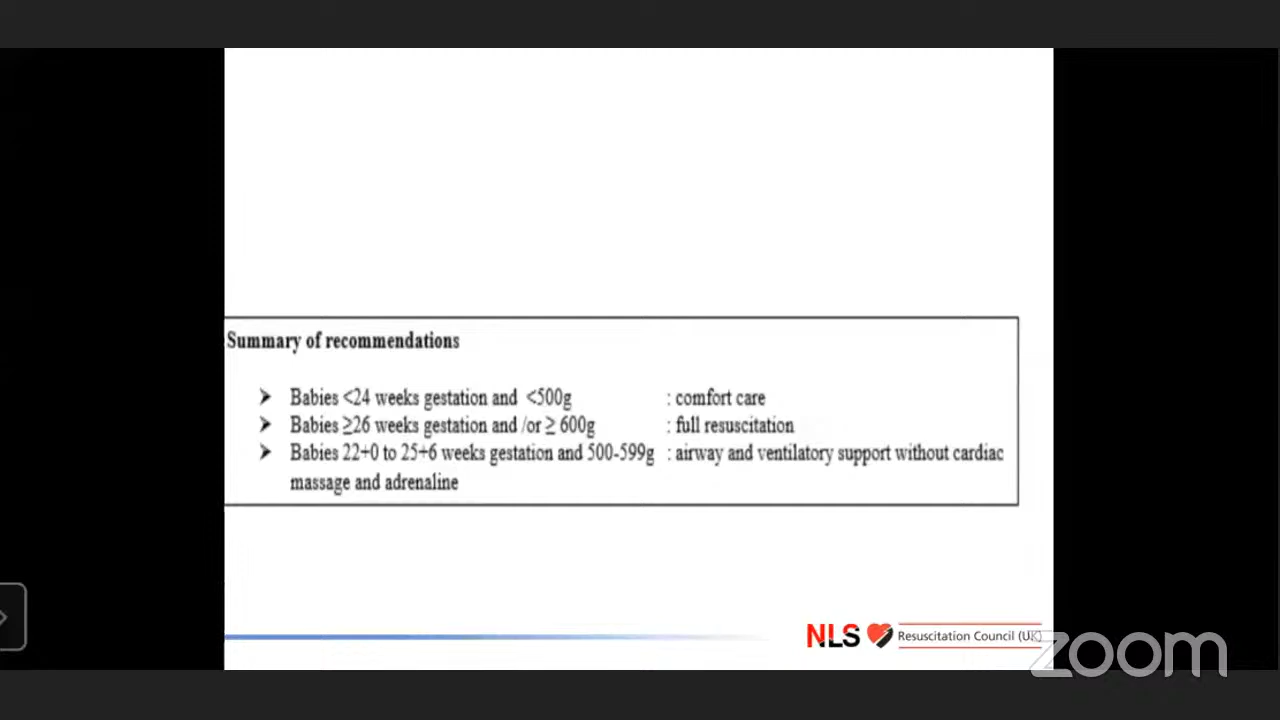 Summary of recommendations
➤ Babies <24 weeks gestation and <500g : comfort care
➤ Babies ≥26 weeks gestation and /or ≥ 600g : full resuscitation
➤ Babies 22+0 to 25+6 weeks gestation and 500-599g : airway and ventilatory support without cardiac
massage and adrenaline
NLS Resuscitation Council (UK)
zoom